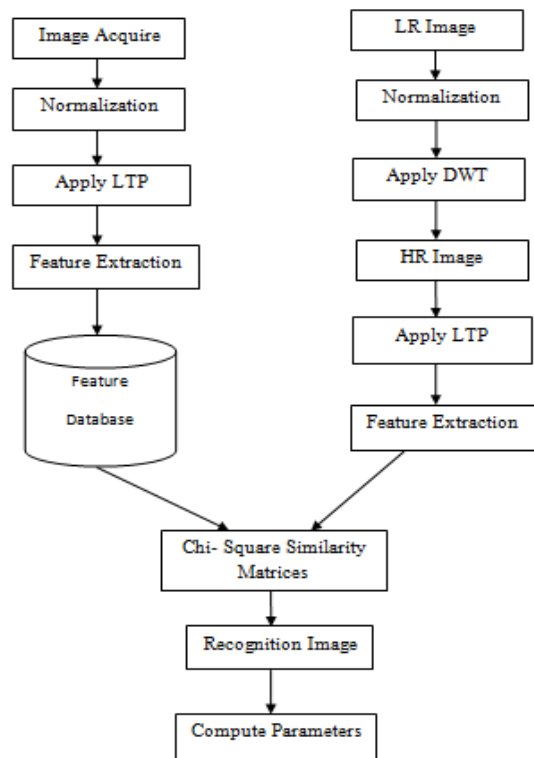 Image Acquire
Normalization
Apply LTP
Feature Extraction
Feature
Database
LR Image
Normalization
Apply DWT
HR Image
Apply LTP
Feature Extraction
Chi- Square Similarity
Matrices
Recognition Image
Compute Parameters